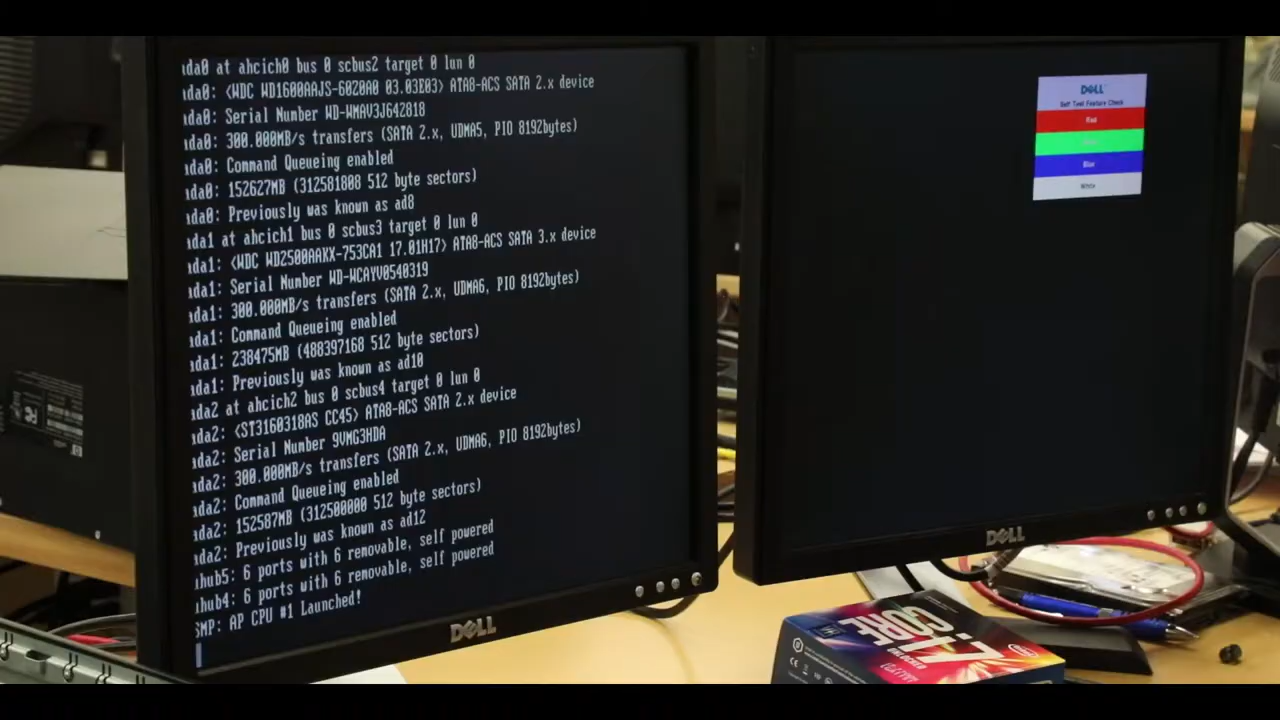 ada0 at ahcich0 bus 0 scbus2 target 0 lun 0
ada0: <WDC WD1600AAJS-60Z0A0 03.03E03> ATA8-ACS SATA 2.x device
ada0: Serial Number WD-WMAV3J642818
ada0: 300.000MB/s transfers (SATA 2.x, UDMA5, PIO 8192bytes)
ada0: Command Queueing enabled
ada0: 152627MB (312581808 512 byte sectors)
ada0: Previously was known as ad8
ada1 at ahcich1 bus 0 scbus3 target 0 lun 0
ada1: <WDC WD2500AAKX-753CA1 17.01H17> ATA8-ACS SATA 3.x device
ada1: Serial Number WD-WCAYV0540319
ada1: 300.000MB/s transfers (SATA 2.x, UDMA6, PIO 8192bytes)
ada1: Command Queueing enabled
ada1: 238475MB (488397168 512 byte sectors)
ada1: Previously was known as ad10
ada2 at ahcich2 bus 0 scbus4 target 0 lun 0
ada2: <ST3160318AS CC45> ATA8-ACS SATA 2.x device
ada2: Serial Number 9VMG3HDA
ada2: 300.000MB/s transfers (SATA 2.x, UDMA6, PIO 8192bytes)
ada2: Command Queueing enabled
ada2: 152587MB (312500000 512 byte sectors)
ada2: Previously was known as ad12
uhub5: 6 ports with 6 removable, self powered
uhub4: 6 ports with 6 removable, self powered
SMP: AP CPU #1 Launched!
DELL
DELL
Self Test Feature Check
Red
Blue
White
DELL
i7
UNLOCKED